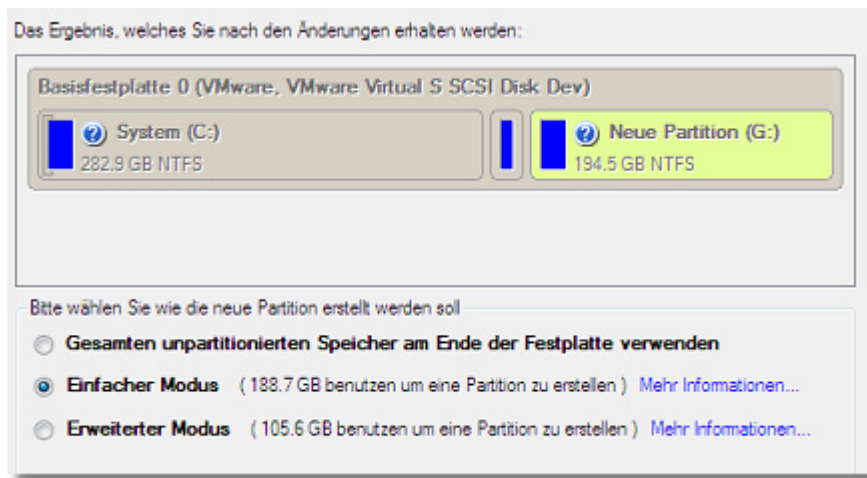 Das Ergebnis, welches Sie nach den Änderungen erhalten werden:
Basisfestplatte 0 (VMware, VMware Virtual S SCSI Disk Dev)
System (C:)
282.9 GB NTFS
Neue Partition (G:)
194.5 GB NTFS
Bitte wählen Sie wie die neue Partition erstellt werden soll
Gesamten unpartitionierten Speicher am Ende der Festplatte verwenden
Einfacher Modus ( 188.7 GB benutzen um eine Partition zu erstellen ) Mehr Informationen...
Erweiterter Modus ( 105.6 GB benutzen um eine Partition zu erstellen ) Mehr Informationen...